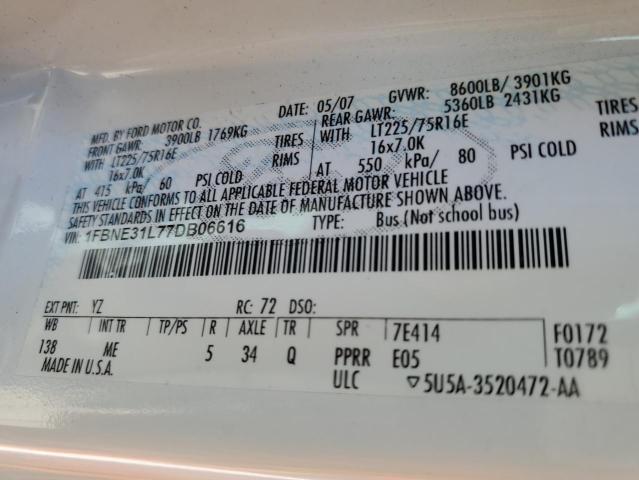 MFD. BY FORD MOTOR CO.
DATE: 05/07 GVWR: 8600LB/ 3901KG
FRONT GAWR: 3900LB 1769KG REAR GAWR: 5360LB 2431KG
WITH LT225/75R16E TIRES WITH LT225/75R16E TIRES
16x7.0K RIMS 16x7.0K RIMS
AT 415 kPa/ 60 PSI COLD AT 550 kPa/ 80 PSI COLD
THIS VEHICLE CONFORMS TO ALL APPLICABLE FEDERAL MOTOR VEHICLE
SAFETY STANDARDS IN EFFECT ON THE DATE OF MANUFACTURE SHOWN ABOVE.
VIN: 1FBNE31L77DB06616 TYPE: Bus (Not school bus)
EXT PNT: YZ RC: 72 DSO:
WB INT TR TP/PS R AXLE TR SPR 7E414 F0172
138 ME 5 34 Q PPRR E05 T0789
MADE IN U.S.A. ULC ▽5U5A-3520472-AA